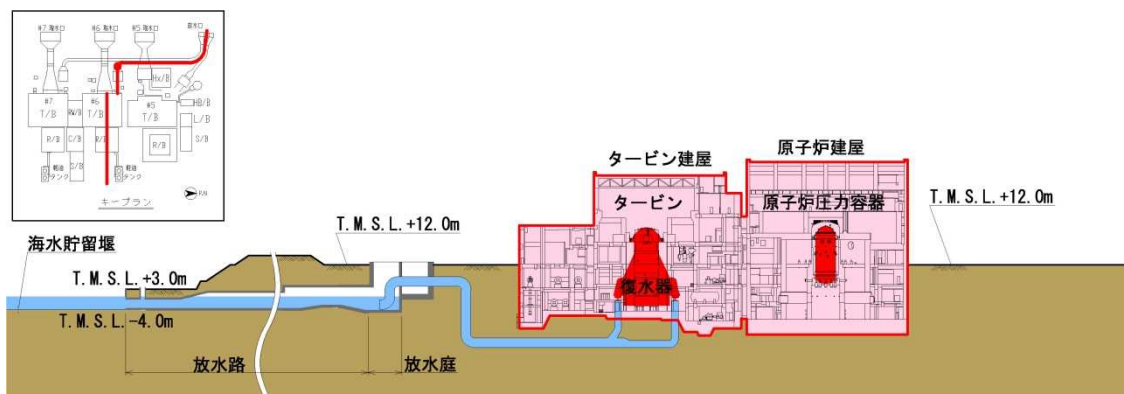 #7 取水口
#6 取水口
#5 取水口
放水口
Hx/B
#7
T/B
RW/B
#6
T/B
#5
T/B
HB/B
L/B
S/B
R/B
C/B
R/B
R/B
S/B
軽油
タンク
軽油
タンク
P.N
キープラン
タービン建屋
原子炉建屋
タービン
原子炉圧力容器
復水器
T.M.S.L.+12.0m
T.M.S.L.+12.0m
海水貯留堰
T.M.S.L.+3.0m
T.M.S.L.-4.0m
放水路
放水庭